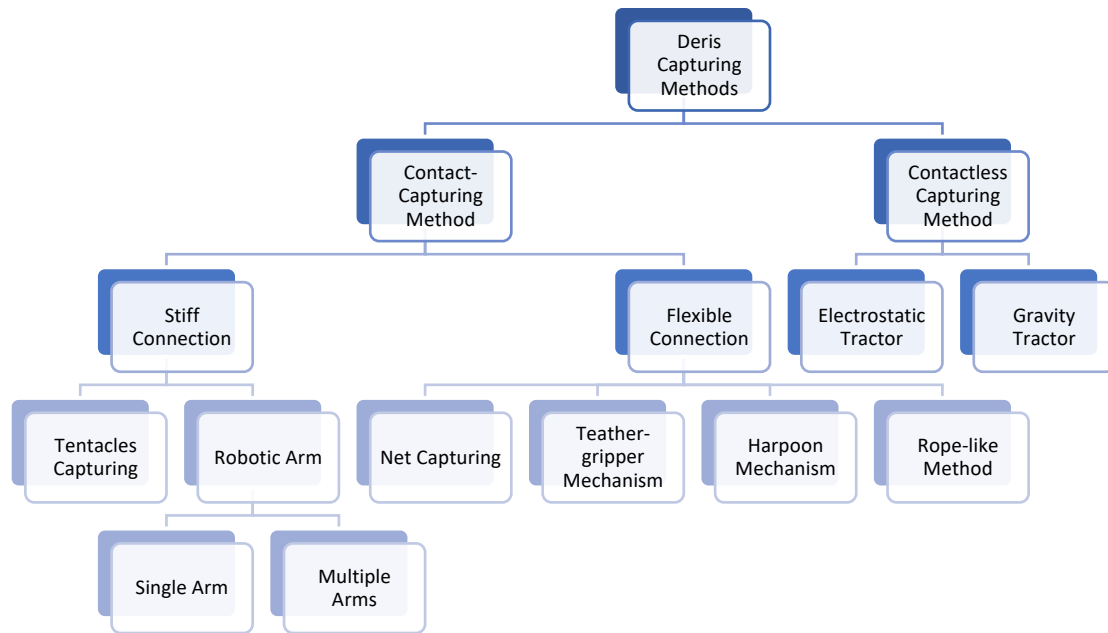 Deris
Capturing
Methods
Contact-
Capturing
Method
Contactless
Capturing
Method
Stiff
Connection
Flexible
Connection
Electrostatic
Tractor
Gravity
Tractor
Tentacles
Capturing
Robotic Arm
Net Capturing
Teather-
gripper
Mechanism
Harpoon
Mechanism
Rope-like
Method
Single Arm
Multiple
Arms